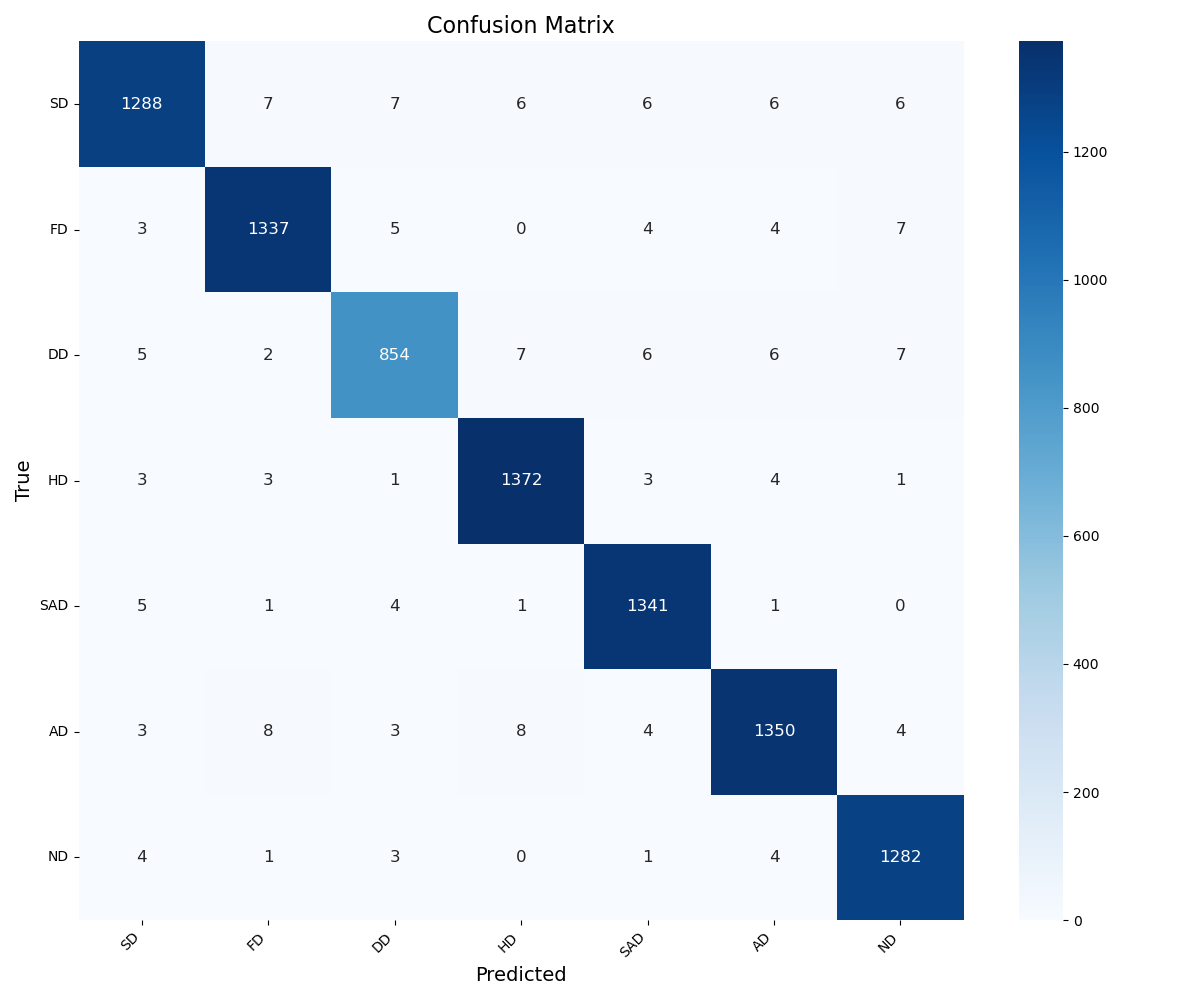 Confusion Matrix
True
SD 1288 7 7 6 6 6 6
FD 3 1337 5 0 4 4 7
DD 5 2 854 7 6 6 7
HD 3 3 1 1372 3 4 1
SAD 5 1 4 1 1341 1 0
AD 3 8 3 8 4 1350 4
ND 4 1 3 0 1 4 1282
SD FD DD HD SAD AD ND
Predicted
1200
1000
800
600
400
200
0